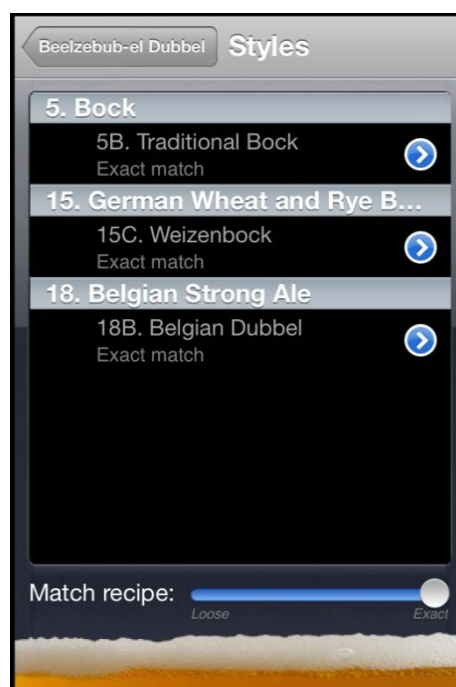 Beelzebub-el Dubbel Styles
5. Bock
5B. Traditional Bock
Exact match
15. German Wheat and Rye B...
15C. Weizenbock
Exact match
18. Belgian Strong Ale
18B. Belgian Dubbel
Exact match
Match recipe:
Loose Exact